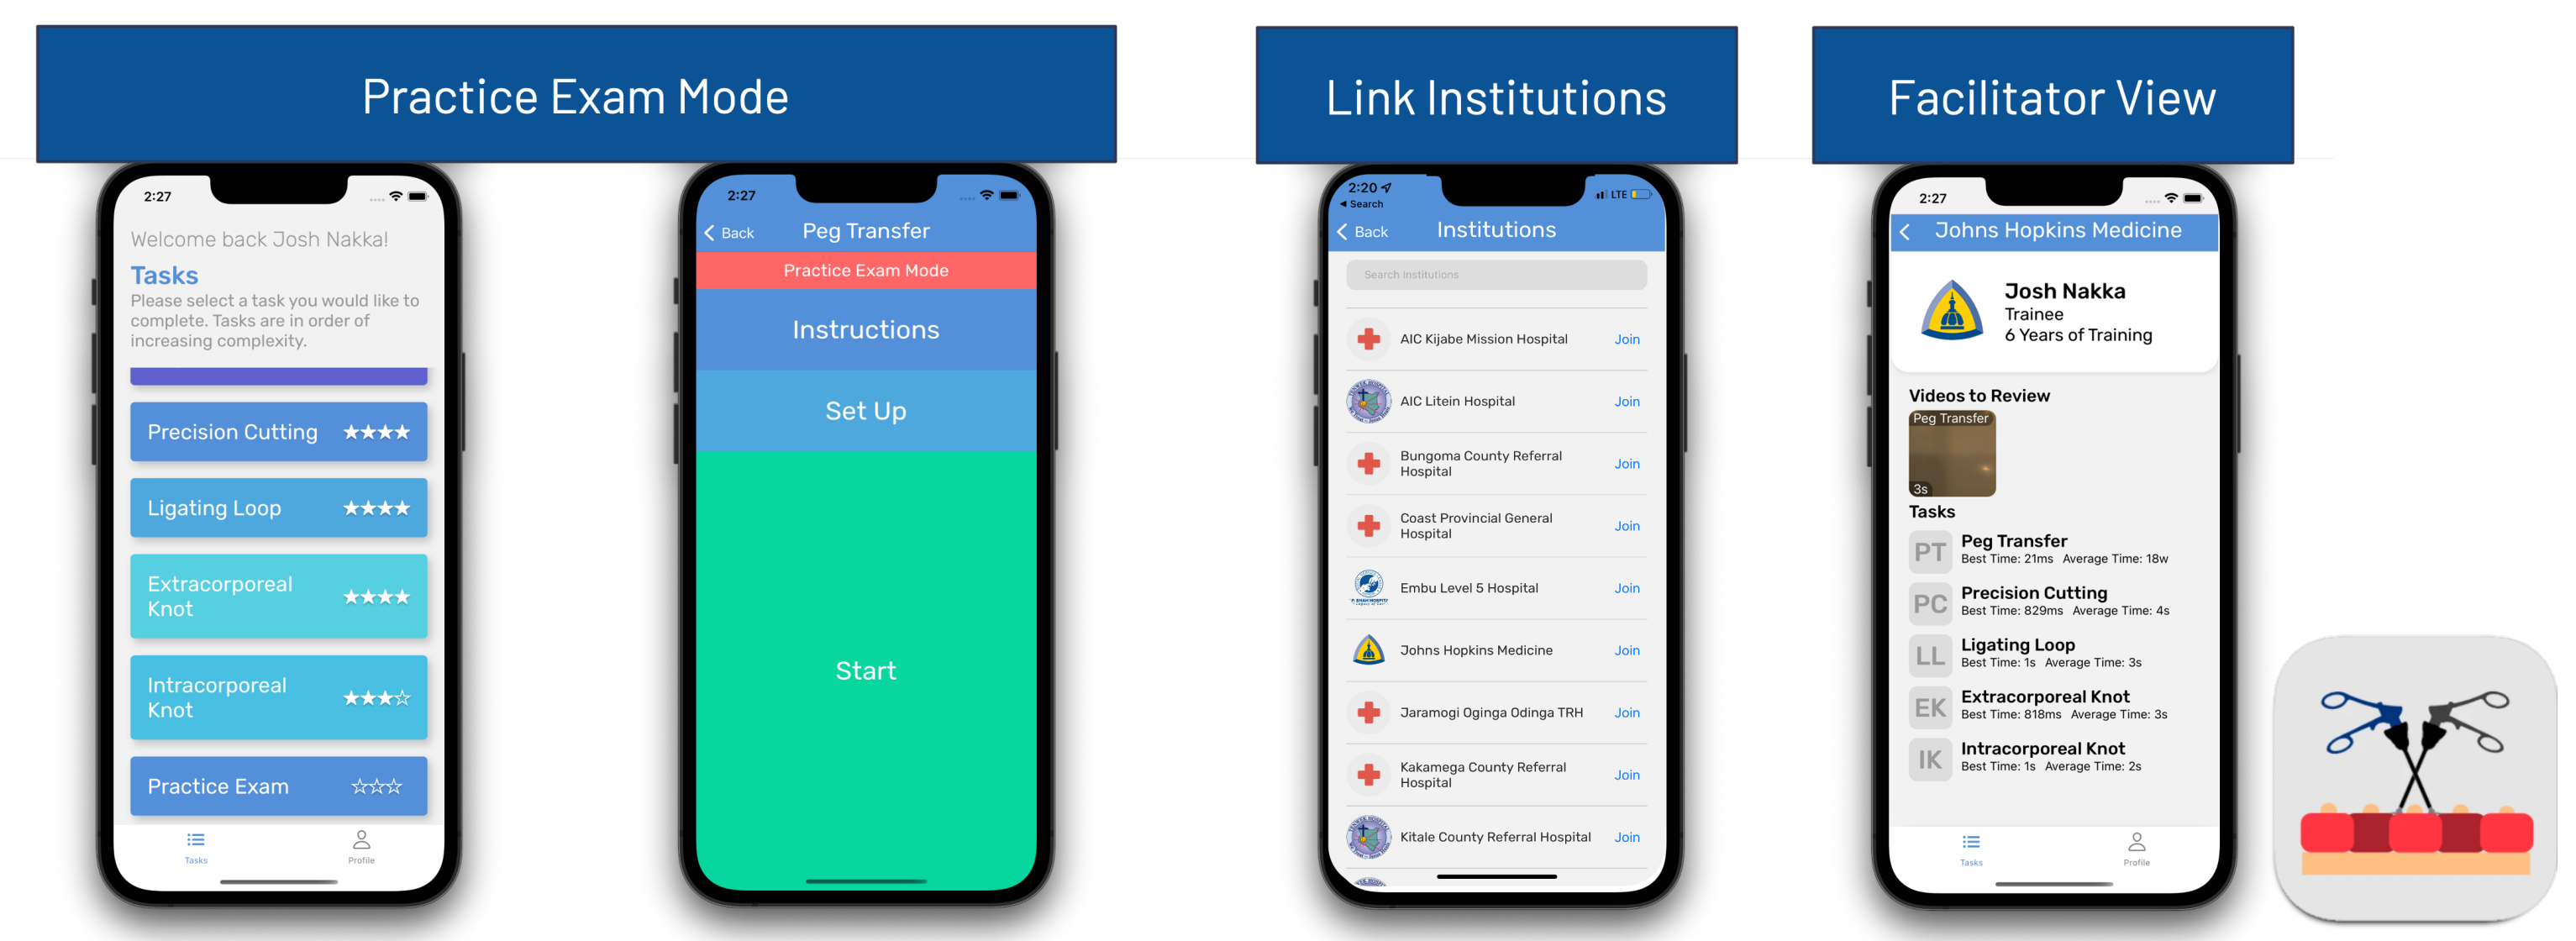 Practice Exam Mode
Link Institutions
Facilitator View
2:27
Welcome back Josh Nakka!
Tasks
Please select a task you would like to
complete. Tasks are in order of
increasing complexity.
Precision Cutting
Ligating Loop
Extracorporeal
Knot
Intracorporeal
Knot
Practice Exam
Tasks
Profile
2:27
Back
Peg Transfer
Practice Exam Mode
Instructions
Set Up
Start
2:20
LTE
Search
Back
Institutions
Search Institutions
AIC Kijabe Mission Hospital Join
AIC Litein Hospital Join
Bungoma County Referral
Hospital Join
Coast Provincial General
Hospital Join
Embu Level 5 Hospital Join
Johns Hopkins Medicine Join
Jaramogi Oginga Odinga TRH Join
Kakamega County Referral
Hospital Join
Kitale County Referral Hospital Join
2:27
Johns Hopkins Medicine
Josh Nakka
Trainee
6 Years of Training
Videos to Review
Peg Transfer
3s
Tasks
PT Peg Transfer
Best Time: 21ms Average Time: 18w
PC Precision Cutting
Best Time: 829ms Average Time: 4s
LL Ligating Loop
Best Time: 1s Average Time: 3s
EK Extracorporeal Knot
Best Time: 818ms Average Time: 3s
IK Intracorporeal Knot
Best Time: 1s Average Time: 2s
Tasks
Profile